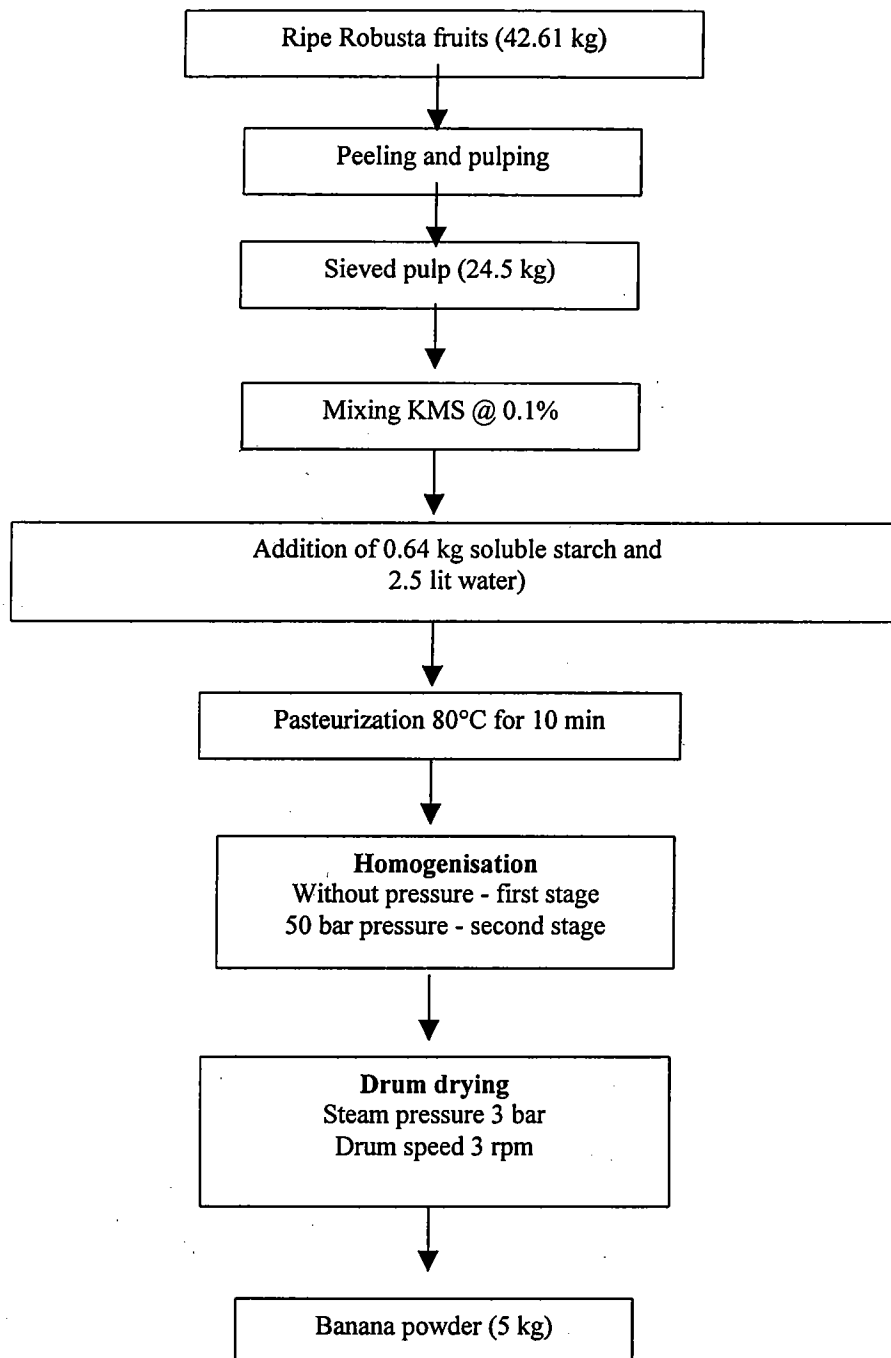 Ripe Robusta fruits (42.61 kg)
Peeling and pulping
Sieved pulp (24.5 kg)
Mixing KMS @ 0.1%
Addition of 0.64 kg soluble starch and
2.5 lit water)
Pasteurization 80°C for 10 min
Homogenisation
Without pressure - first stage
50 bar pressure - second stage
Drum drying
Steam pressure 3 bar
Drum speed 3 rpm
Banana powder (5 kg)